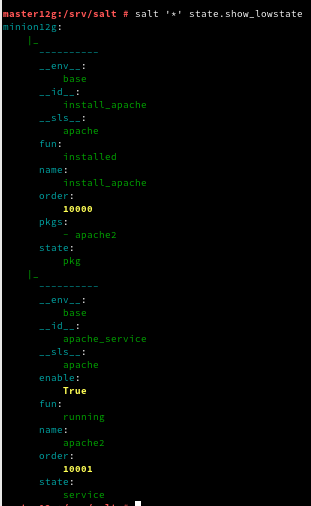 master12g:/srv/salt # salt '*' state.show_lowstate
minion12g:
|_
----------
__env__:
base
__id__:
install_apache
__sls__:
apache
fun:
installed
name:
install_apache
order:
10000
pkgs:
- apache2
state:
pkg
|_
----------
__env__:
base
__id__:
apache_service
__sls__:
apache
enable:
True
fun:
running
name:
apache2
order:
10001
state:
service